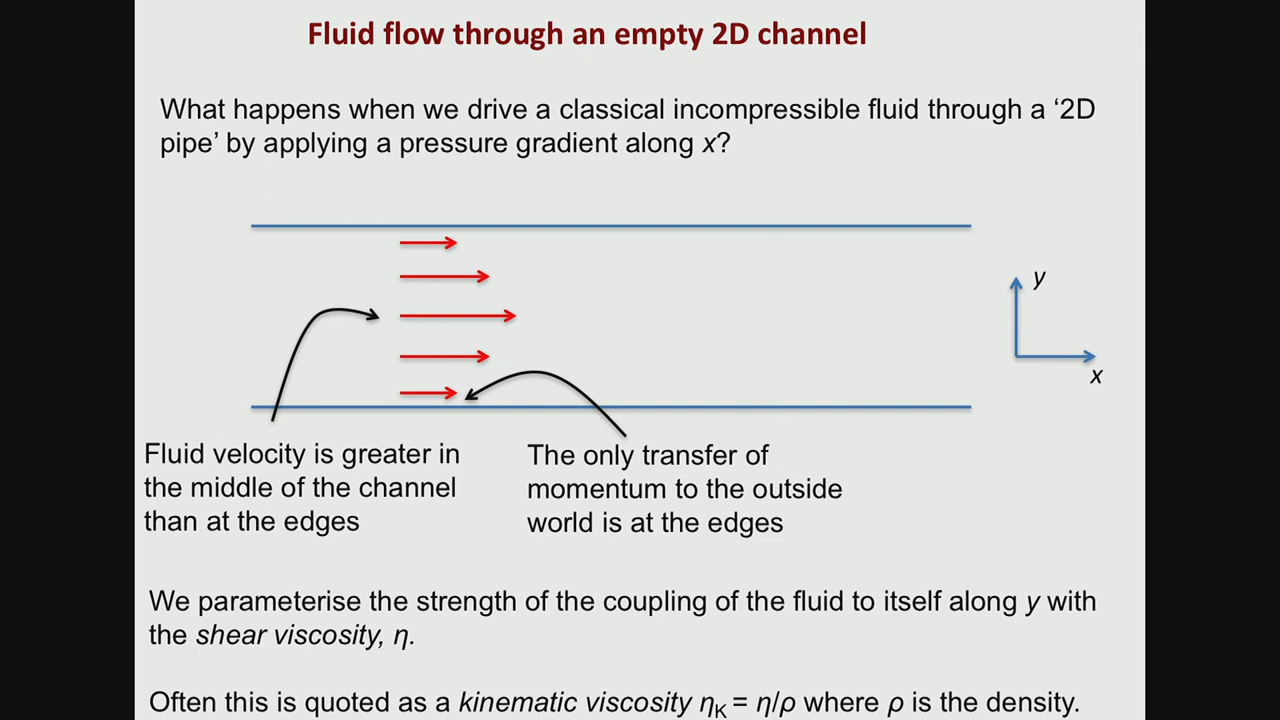 Fluid flow through an empty 2D channel
What happens when we drive a classical incompressible fluid through a ‘2D
pipe’ by applying a pressure gradient along x?
y
x
Fluid velocity is greater in
the middle of the channel
than at the edges
The only transfer of
momentum to the outside
world is at the edges
We parameterise the strength of the coupling of the fluid to itself along y with
the shear viscosity, η.
Often this is quoted as a kinematic viscosity ηK = η/ρ where ρ is the density.